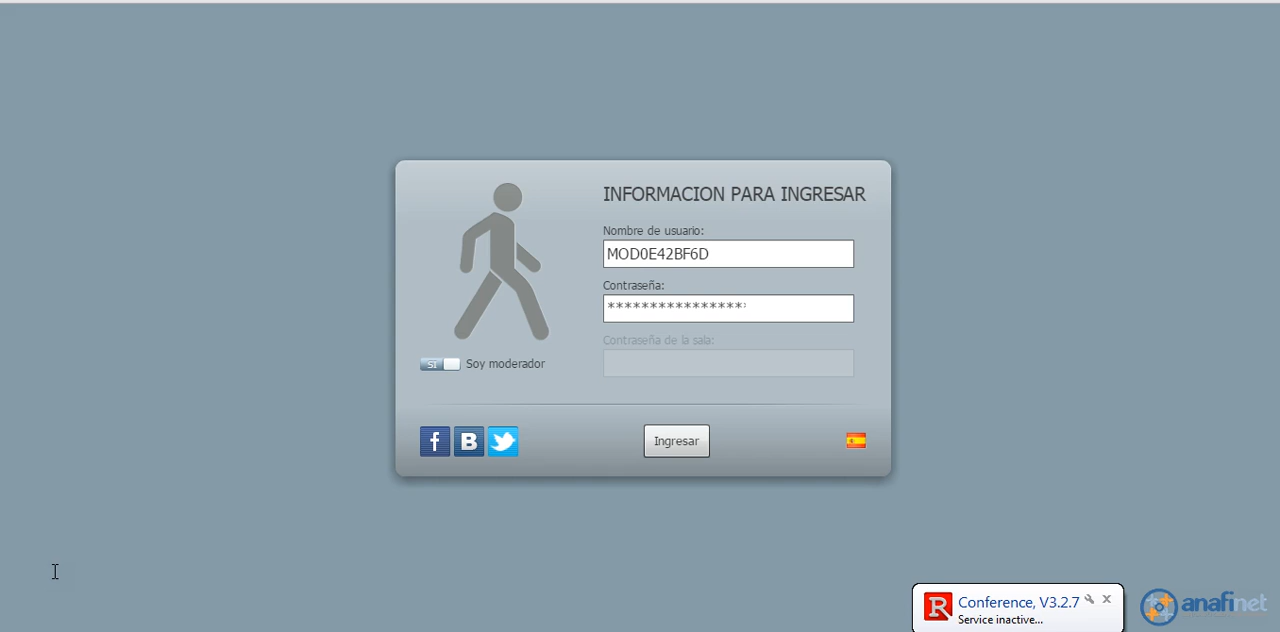 INFORMACION PARA INGRESAR
Nombre de usuario:
MOD0E42BF6D
Contraseña:
****************
Contraseña de la sala:
SI Soy moderador
f B Ingresar
R Conference, V3.2.7
Service inactive...
anafinet